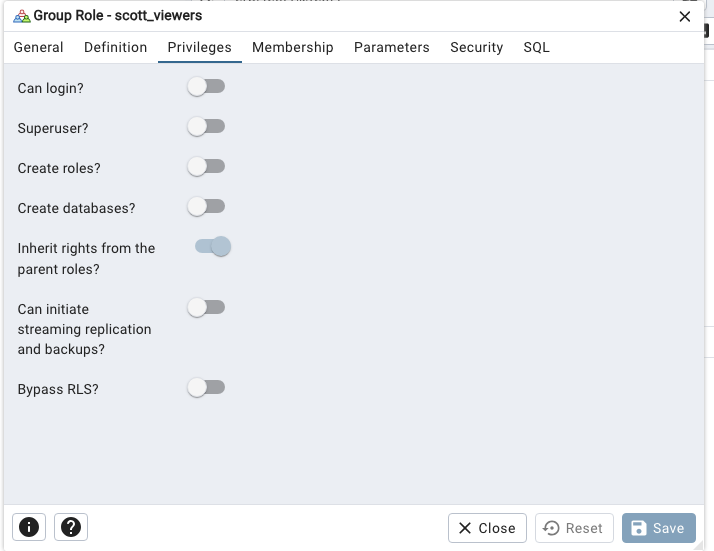 Group Role - scott_viewers
General Definition Privileges Membership Parameters Security SQL
Can login?
Superuser?
Create roles?
Create databases?
Inherit rights from the
parent roles?
Can initiate
streaming replication
and backups?
Bypass RLS?
Close Reset Save